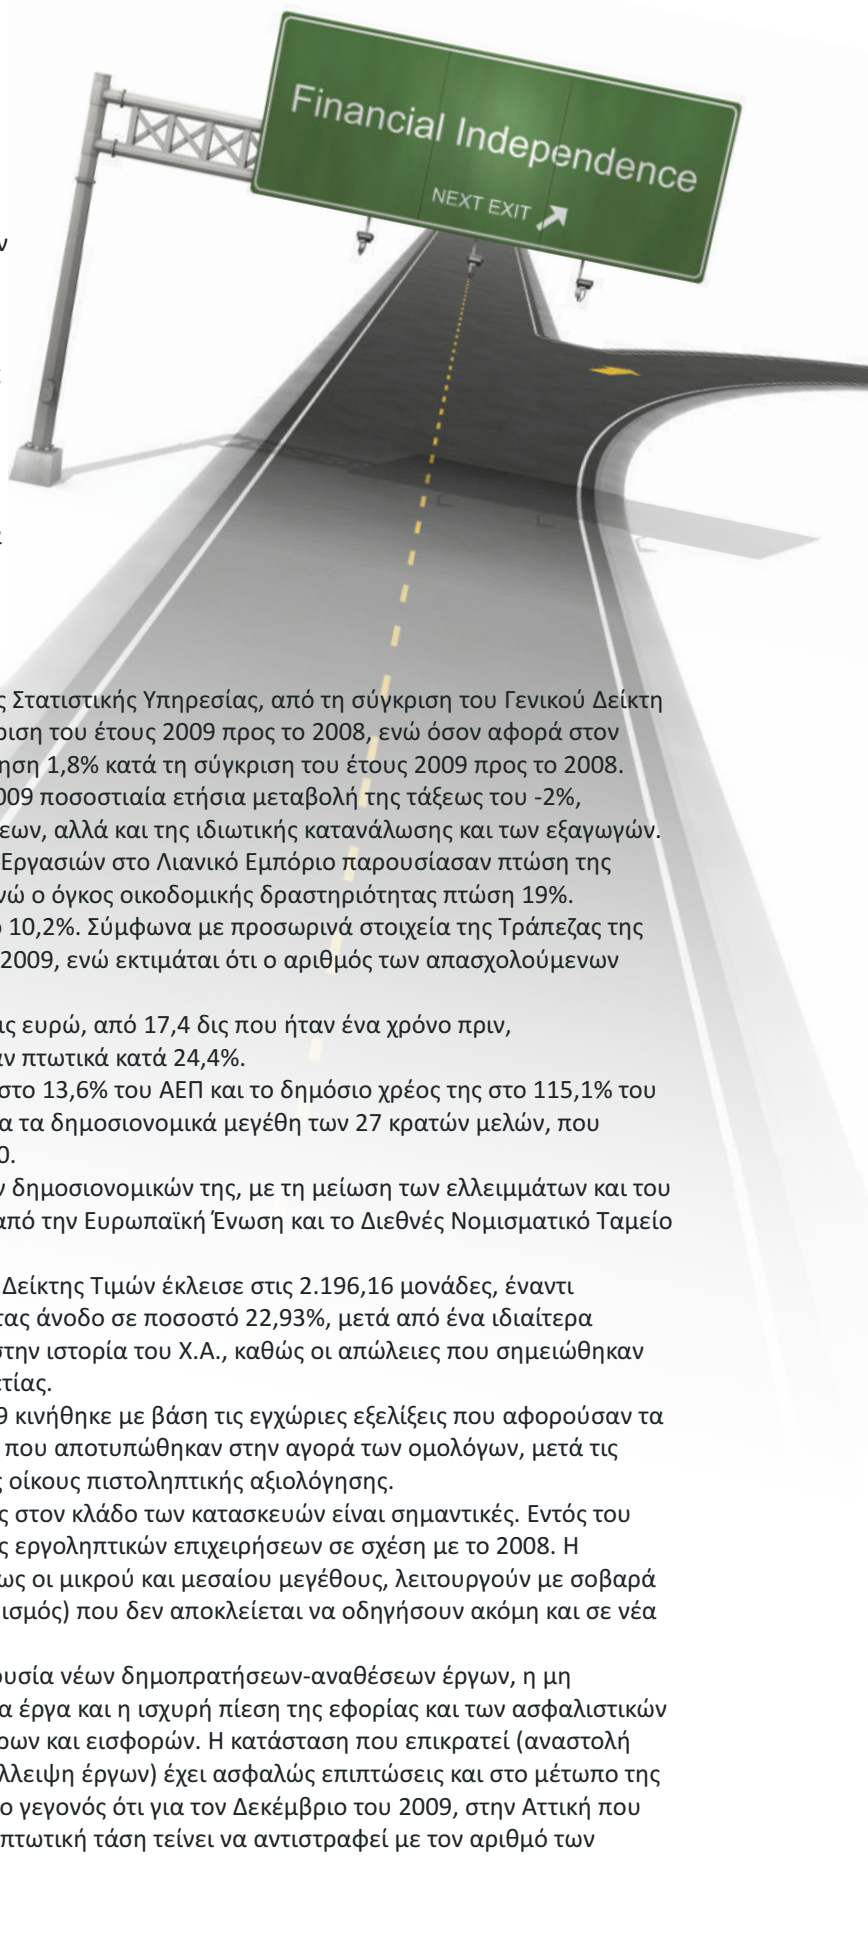 Financial Independence
NEXT EXIT
ς Στατιστικής Υπηρεσίας, από τη σύγκριση του Γενικού Δείκτη
ριση του έτους 2009 προς το 2008, ενώ όσον αφορά στον
ηση 1,8% κατά τη σύγκριση του έτους 2009 προς το 2008.
009 ποσοστιαία ετήσια μεταβολή της τάξεως του -2%,
εων, αλλά και της ιδιωτικής κατανάλωσης και των εξαγωγών.
Εργασιών στο Λιανικό Εμπόριο παρουσίασαν πτώση της
νώ ο όγκος οικοδομικής δραστηριότητας πτώση 19%.
ο 10,2%. Σύμφωνα με προσωρινά στοιχεία της Τράπεζας της
2009, ενώ εκτιμάται ότι ο αριθμός των απασχολούμενων
ις ευρώ, από 17,4 δις που ήταν ένα χρόνο πριν,
αν πτωτικά κατά 24,4%.
στο 13,6% του ΑΕΠ και το δημόσιο χρέος της στο 115,1% του
α τα δημοσιονομικά μεγέθη των 27 κρατών μελών, που
0.
ν δημοσιονομικών της, με τη μείωση των ελλειμμάτων και του
από την Ευρωπαϊκή Ένωση και το Διεθνές Νομισματικό Ταμείο
Δείκτης Τιμών έκλεισε στις 2.196,16 μονάδες, έναντι
τας άνοδο σε ποσοστό 22,93%, μετά από ένα ιδιαίτερα
στην ιστορία του Χ.Α., καθώς οι απώλειες που σημειώθηκαν
ετίας.
9 κινήθηκε με βάση τις εγχώριες εξελίξεις που αφορούσαν τα
που αποτυπώθηκαν στην αγορά των ομολόγων, μετά τις
ς οίκους πιστοληπτικής αξιολόγησης.
ς στον κλάδο των κατασκευών είναι σημαντικές. Εντός του
ς εργοληπτικών επιχειρήσεων σε σχέση με το 2008. Η
ως οι μικρού και μεσαίου μεγέθους, λειτουργούν με σοβαρά
εισμός) που δεν αποκλείεται να οδηγήσουν ακόμη και σε νέα
ουσία νέων δημοπρατήσεων-αναθέσεων έργων, η μη
α έργα και η ισχυρή πίεση της εφορίας και των ασφαλιστικών
ρων και εισφορών. Η κατάσταση που επικρατεί (αναστολή
λλειψη έργων) έχει ασφαλώς επιπτώσεις και στο μέτωπο της
ο γεγονός ότι για τον Δεκέμβριο του 2009, στην Αττική που
πτωτική τάση τείνει να αντιστραφεί με τον αριθμό των